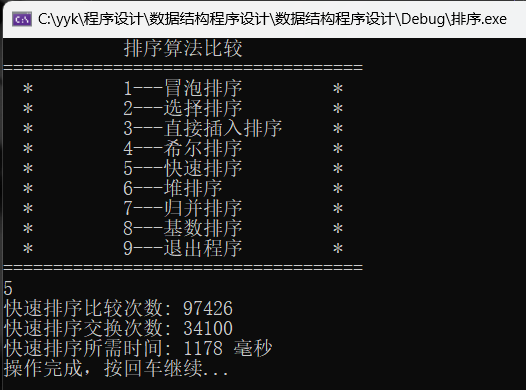 C:\yyk\程序设计\数据结构程序设计\数据结构程序设计\Debug\排序.exe
排序算法比较
====================================
* 1---冒泡排序 *
* 2---选择排序 *
* 3---直接插入排序 *
* 4---希尔排序 *
* 5---快速排序 *
* 6---堆排序 *
* 7---归并排序 *
* 8---基数排序 *
* 9---退出程序 *
====================================
5
快速排序比较次数: 97426
快速排序交换次数: 34100
快速排序所需时间: 1178 毫秒
操作完成，按回车继续...